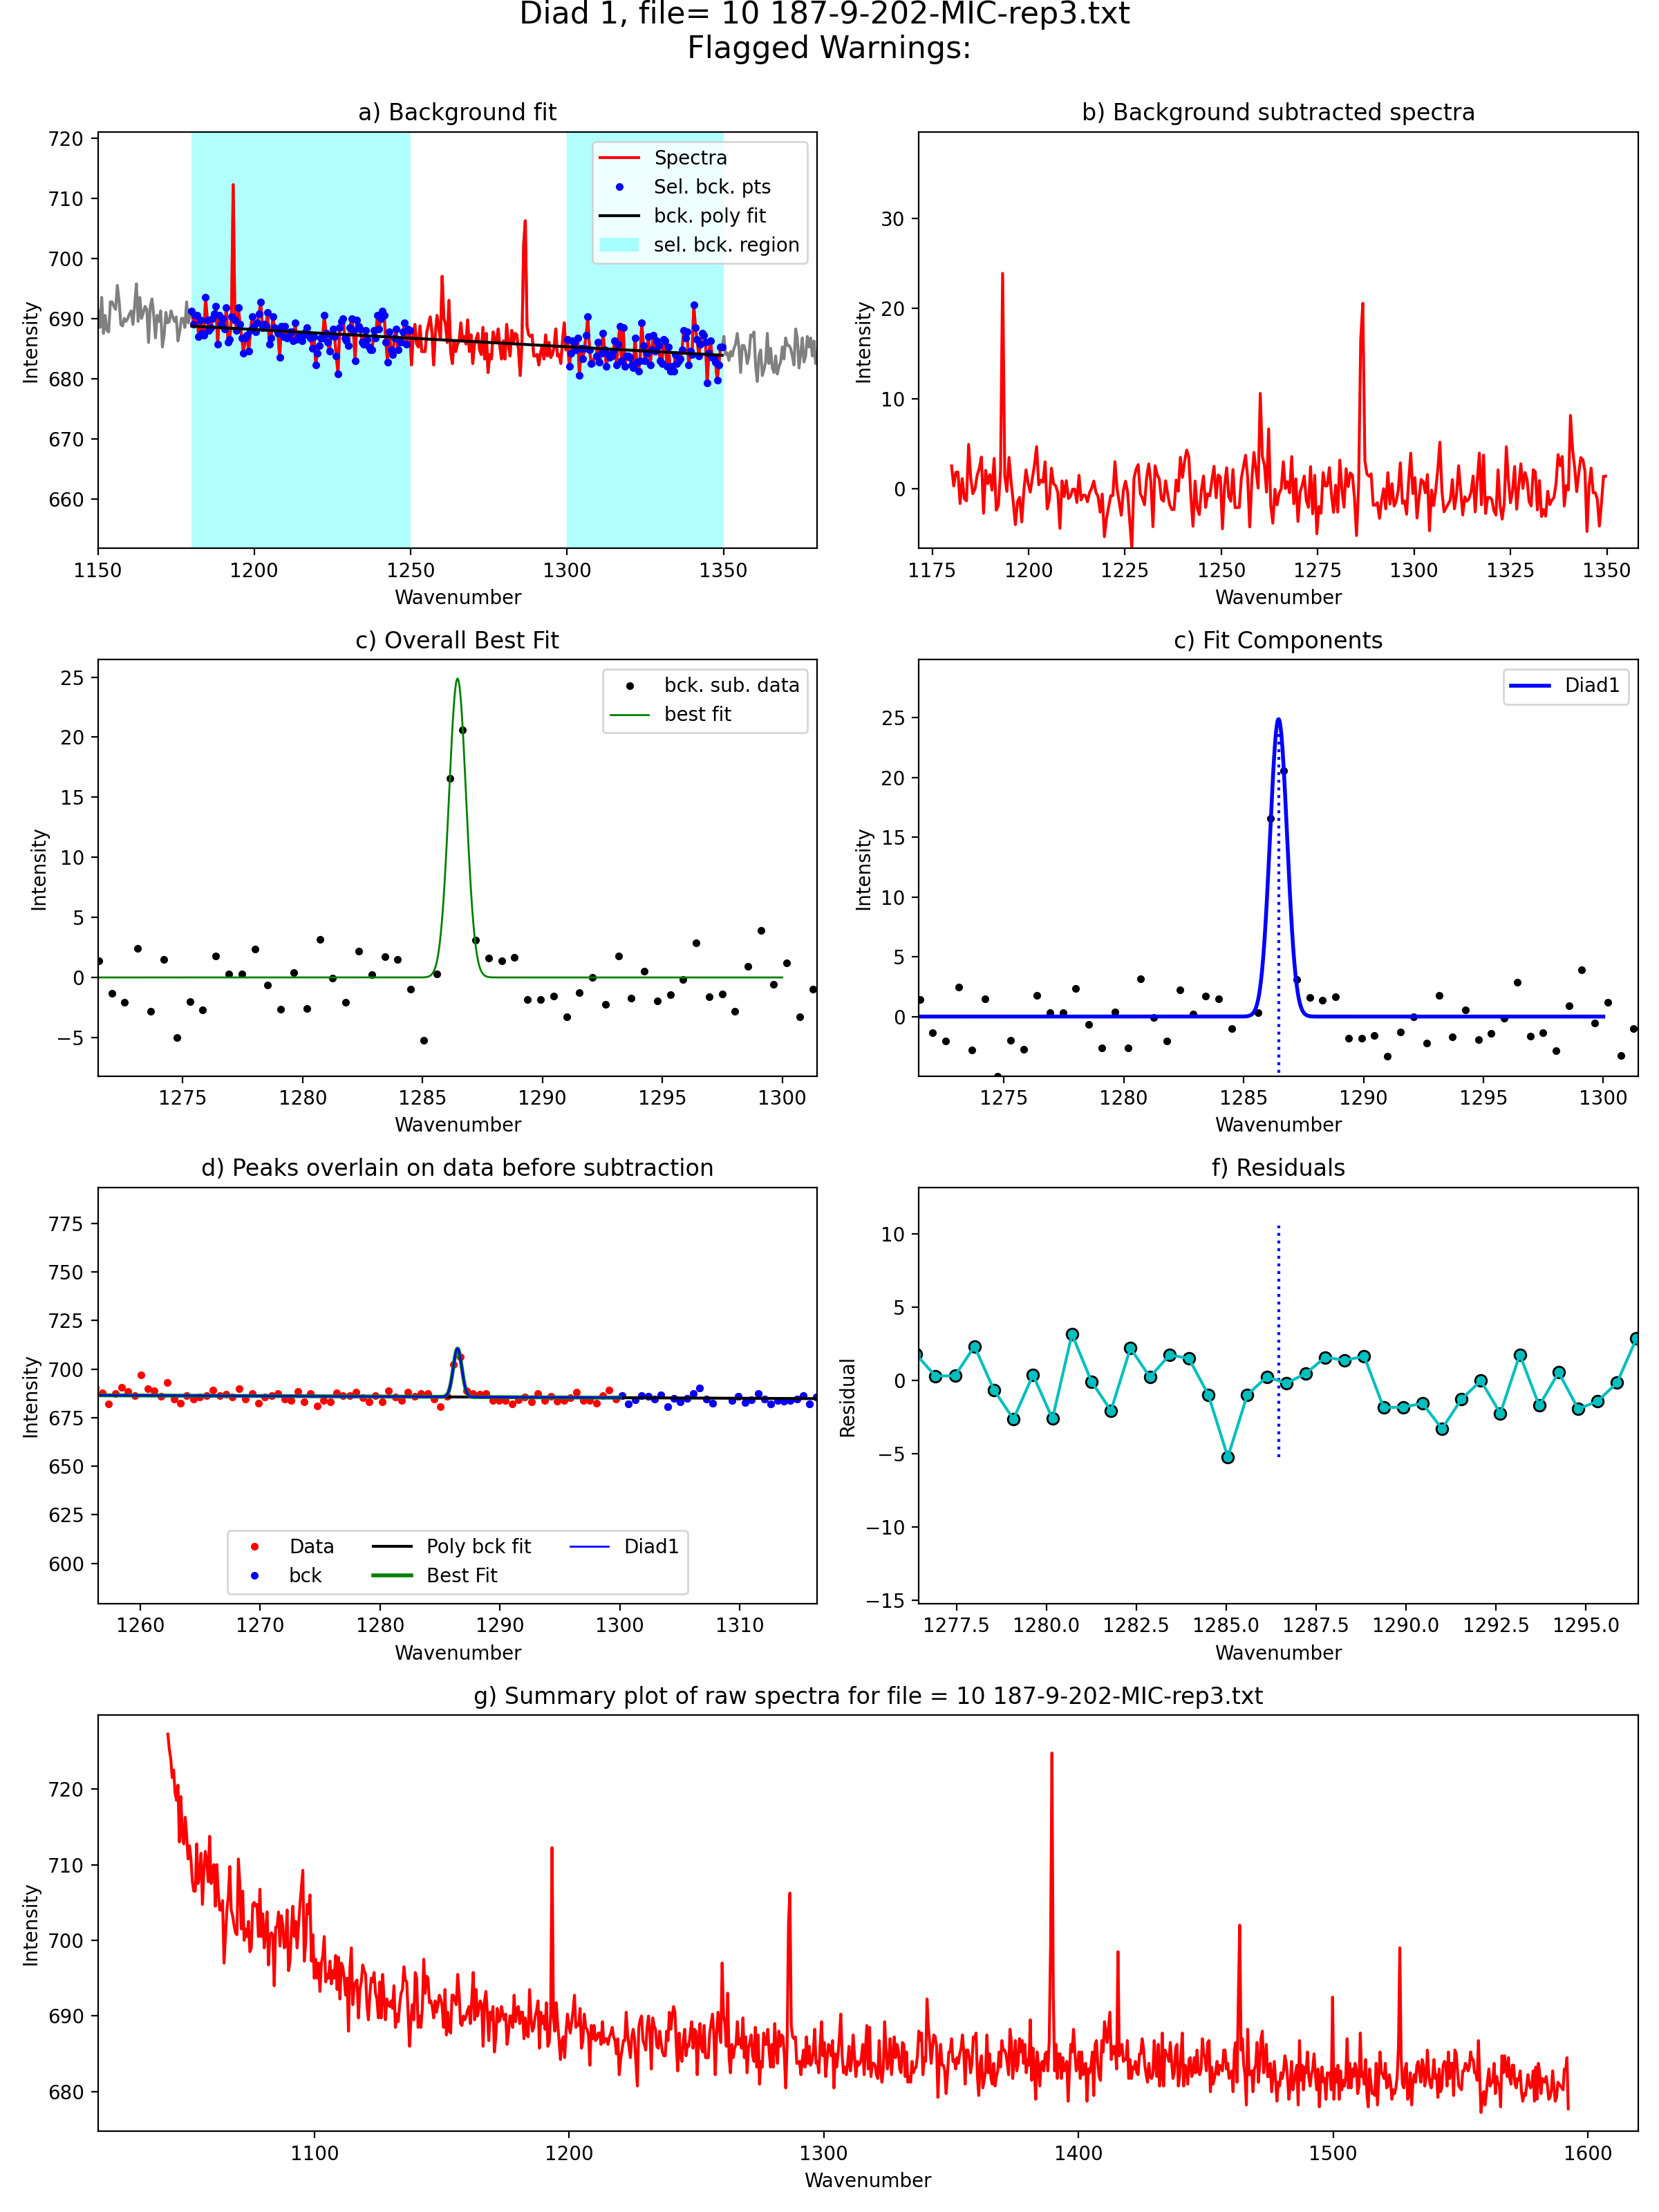 Diad 1, file= 10 187-9-202-MIC-rep3.txt
Flagged Warnings:
a) Background fit
720
710
700
690
680
670
660
Intensity
Spectra
Sel. bck. pts
bck. poly fit
sel. bck. region
1150 1200 1250 1300 1350
Wavenumber
b) Background subtracted spectra
30
20
10
0
Intensity
1175 1200 1225 1250 1275 1300 1325 1350
Wavenumber
c) Overall Best Fit
25
20
15
10
5
0
−5
Intensity
bck. sub. data
best fit
1275 1280 1285 1290 1295 1300
Wavenumber
c) Fit Components
25
20
15
10
5
0
Intensity
Diad1
1275 1280 1285 1290 1295 1300
Wavenumber
d) Peaks overlain on data before subtraction
775
750
725
700
675
650
625
600
Intensity
Data
bck
Poly bck fit
Best Fit
Diad1
1260 1270 1280 1290 1300 1310
Wavenumber
f) Residuals
10
5
0
−5
−10
−15
Residual
1277.5 1280.0 1282.5 1285.0 1287.5 1290.0 1292.5 1295.0
Wavenumber
g) Summary plot of raw spectra for file = 10 187-9-202-MIC-rep3.txt
720
710
700
690
680
Intensity
1100 1200 1300 1400 1500 1600
Wavenumber